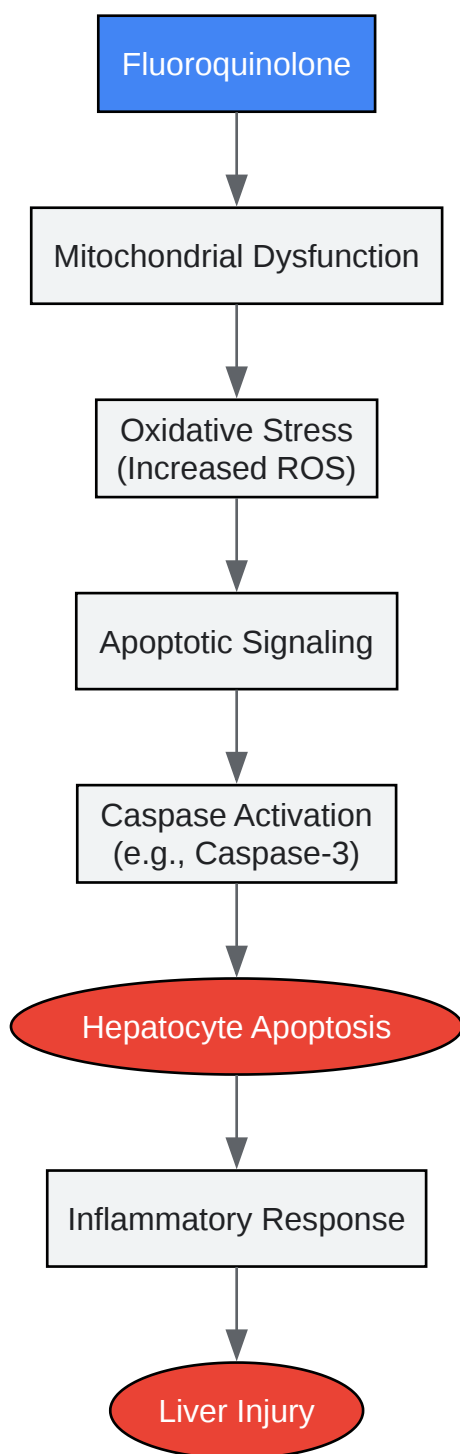 Fluoroquinolone
Mitochondrial Dysfunction
Oxidative Stress
(Increased ROS)
Apoptotic Signaling
Caspase Activation
(e.g., Caspase-3)
Hepatocyte Apoptosis
Inflammatory Response
Liver Injury